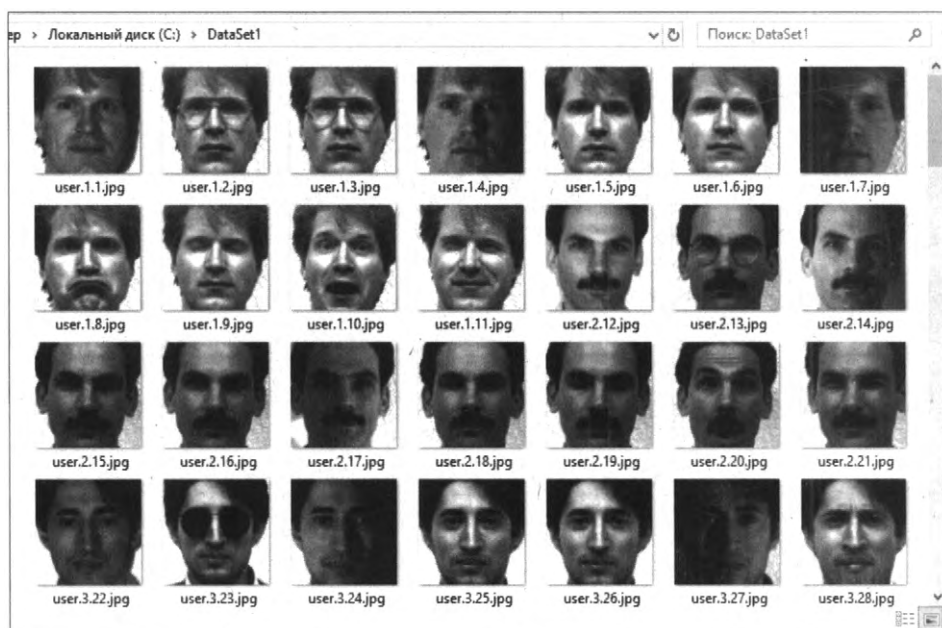 ер › Локальный диск (C:) › DataSet1
Поиск: DataSet1
user.1.1.jpg user.1.2.jpg user.1.3.jpg user.1.4.jpg user.1.5.jpg user.1.6.jpg user.1.7.jpg
user.1.8.jpg user.1.9.jpg user.1.10.jpg user.1.11.jpg user.2.12.jpg user.2.13.jpg user.2.14.jpg
user.2.15.jpg user.2.16.jpg user.2.17.jpg user.2.18.jpg user.2.19.jpg user.2.20.jpg user.2.21.jpg
user.3.22.jpg user.3.23.jpg user.3.24.jpg user.3.25.jpg user.3.26.jpg user.3.27.jpg user.3.28.jpg